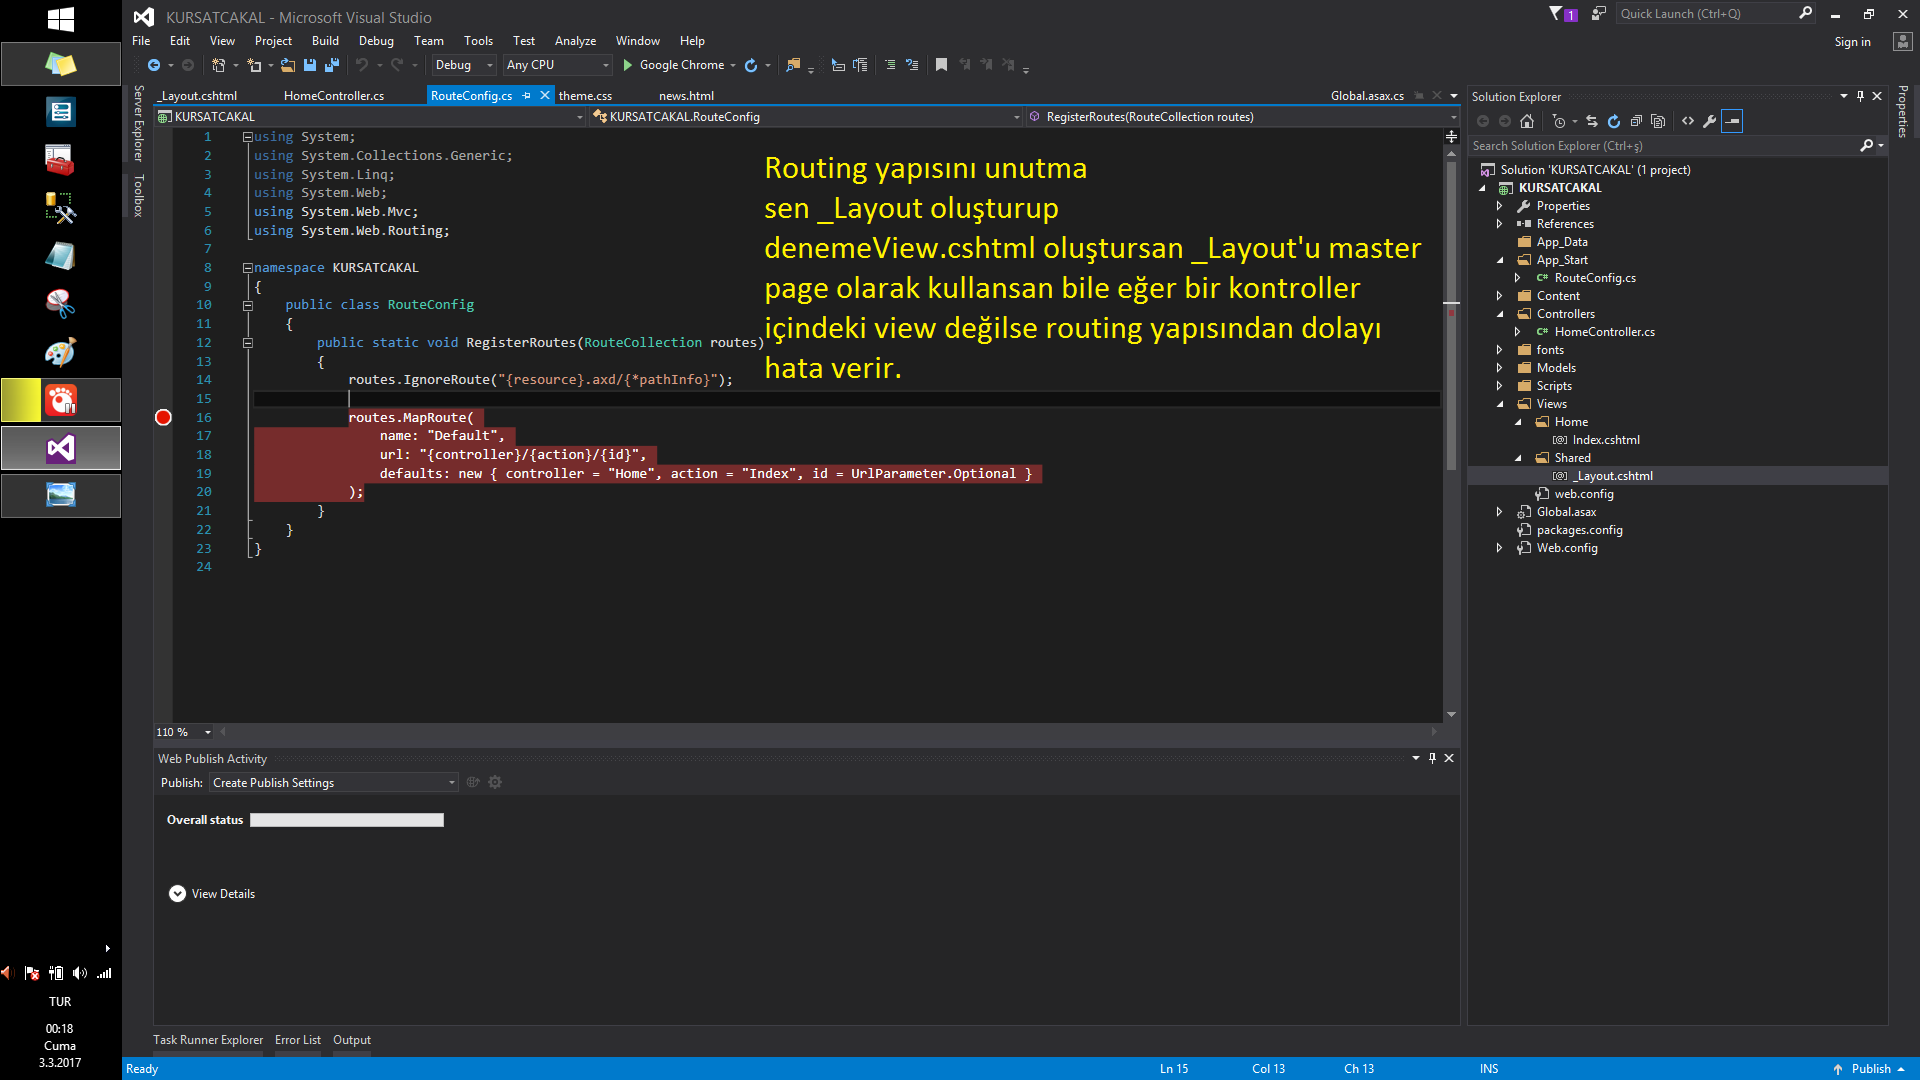 KURSATCAKAL - Microsoft Visual Studio
1
Quick Launch (Ctrl+Q)
File Edit View Project Build Debug Team Tools Test Analyze Window Help
Sign in
Debug Any CPU Google Chrome
Server Explorer
Toolbox
_Layout.cshtml HomeController.cs RouteConfig.cs theme.css news.html Global.asax.cs
KURSATCAKAL KURSATCAKAL.RouteConfig RegisterRoutes(RouteCollection routes)
1 using System;
2 using System.Collections.Generic;
3 using System.Linq;
4 using System.Web;
5 using System.Web.Mvc;
6 using System.Web.Routing;
7
8 namespace KURSATCAKAL
9 {
10 public class RouteConfig
11 {
12 public static void RegisterRoutes(RouteCollection routes)
13 {
14 routes.IgnoreRoute("{resource}.axd/{*pathInfo}");
15
16 routes.MapRoute(
17 name: "Default",
18 url: "{controller}/{action}/{id}",
19 defaults: new { controller = "Home", action = "Index", id = UrlParameter.Optional }
20 );
21 }
22 }
23 }
24
Routing yapısını unutma
sen _Layout oluşturup
denemeView.cshtml oluştursan _Layout'u master
page olarak kullansan bile eğer bir kontroller
içindeki view değilse routing yapısından dolayı
hata verir.
110 %
Web Publish Activity
Publish: Create Publish Settings
Overall status
View Details
Task Runner Explorer Error List Output
Solution Explorer
Search Solution Explorer (Ctrl+ş)
Solution 'KURSATCAKAL' (1 project)
KURSATCAKAL
Properties
References
App_Data
App_Start
C# RouteConfig.cs
Content
Controllers
C# HomeController.cs
fonts
Models
Scripts
Views
Home
Index.cshtml
Shared
_Layout.cshtml
web.config
Global.asax
packages.config
Web.config
Properties
TUR
00:18
Cuma
3.3.2017
Ready Ln 15 Col 13 Ch 13 INS Publish